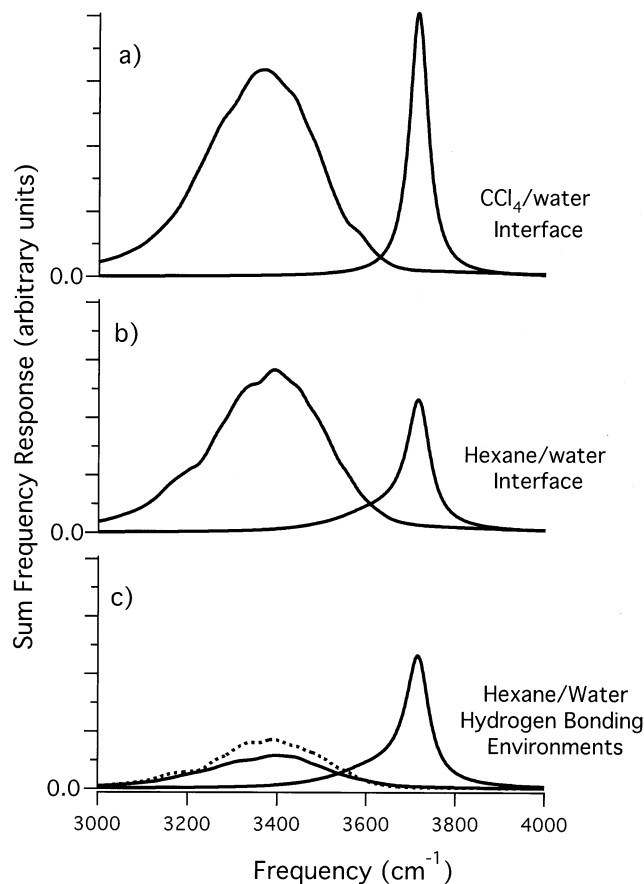 Sum Frequency Response (arbitrary units)
a)
0.0
CCl4/water
Interface
b)
0.0
Hexane/water
Interface
c)
0.0
Hexane/Water
Hydrogen Bonding
Environments
3000 3200 3400 3600 3800 4000
Frequency (cm-1)